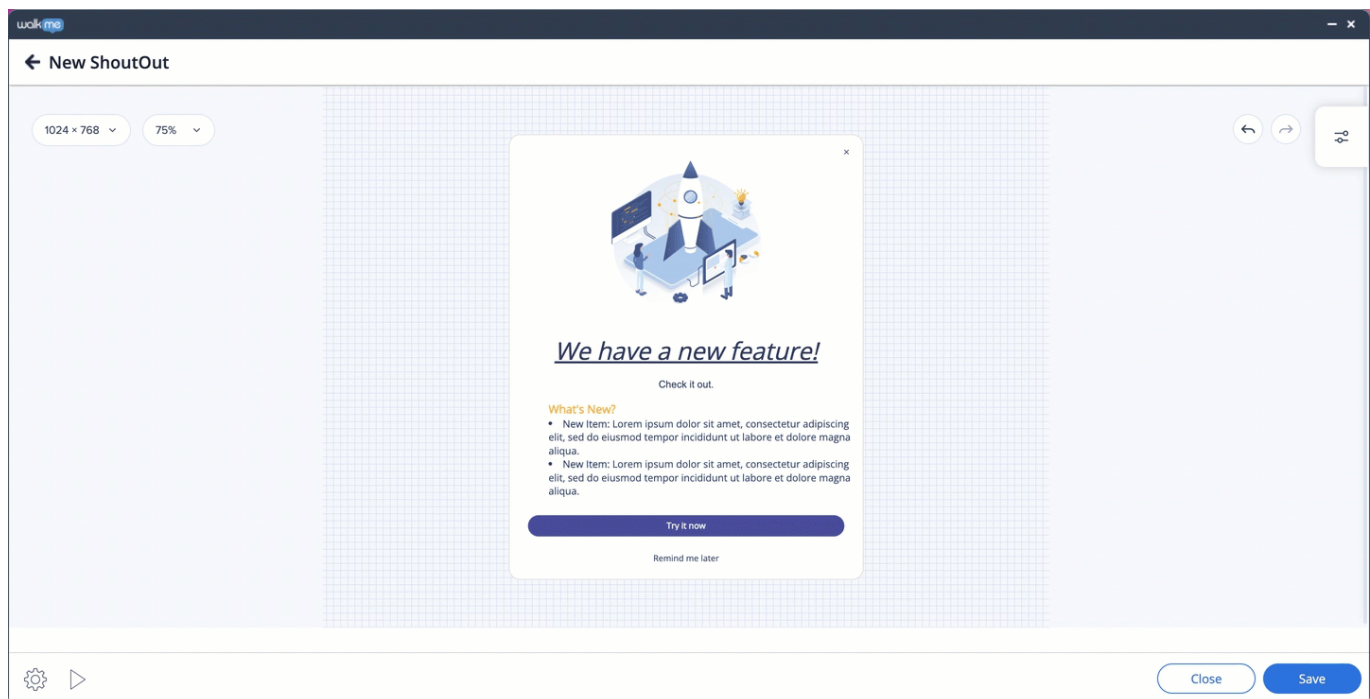 walkme
New ShoutOut
1024 × 768
75%
We have a new feature!
Check it out.
What's New?
• New Item: Lorem ipsum dolor sit amet, consectetur adipiscing
elit, sed do eiusmod tempor incididunt ut labore et dolore magna
aliqua.
• New Item: Lorem ipsum dolor sit amet, consectetur adipiscing
elit, sed do eiusmod tempor incididunt ut labore et dolore magna
aliqua.
Try it now
Remind me later
Close
Save